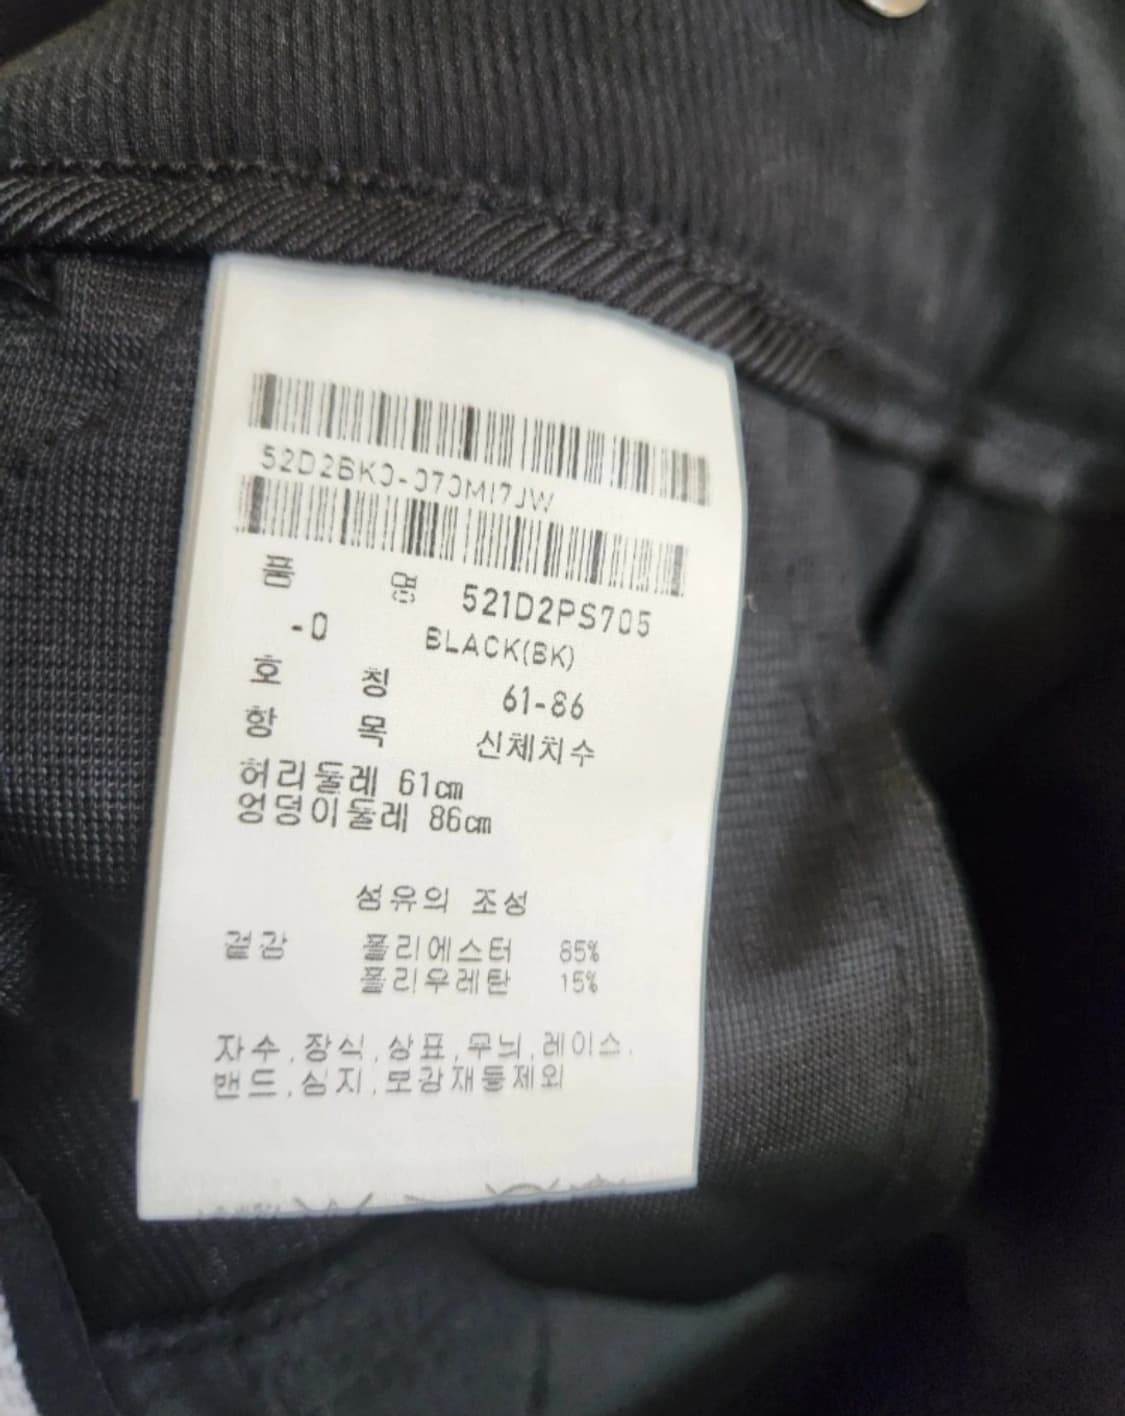 52D2BK0-070MI7JW
품 명 521D2PS705
-0 BLACK(BK)
호 칭 61-86
항 목 신체치수
허리둘레 61cm
엉덩이둘레 86cm
섬유의 조성
겉감 폴리에스터 85%
폴리우레탄 15%
자수,장식,상표,무늬,레이스,
밴드,심지,보강재등제외